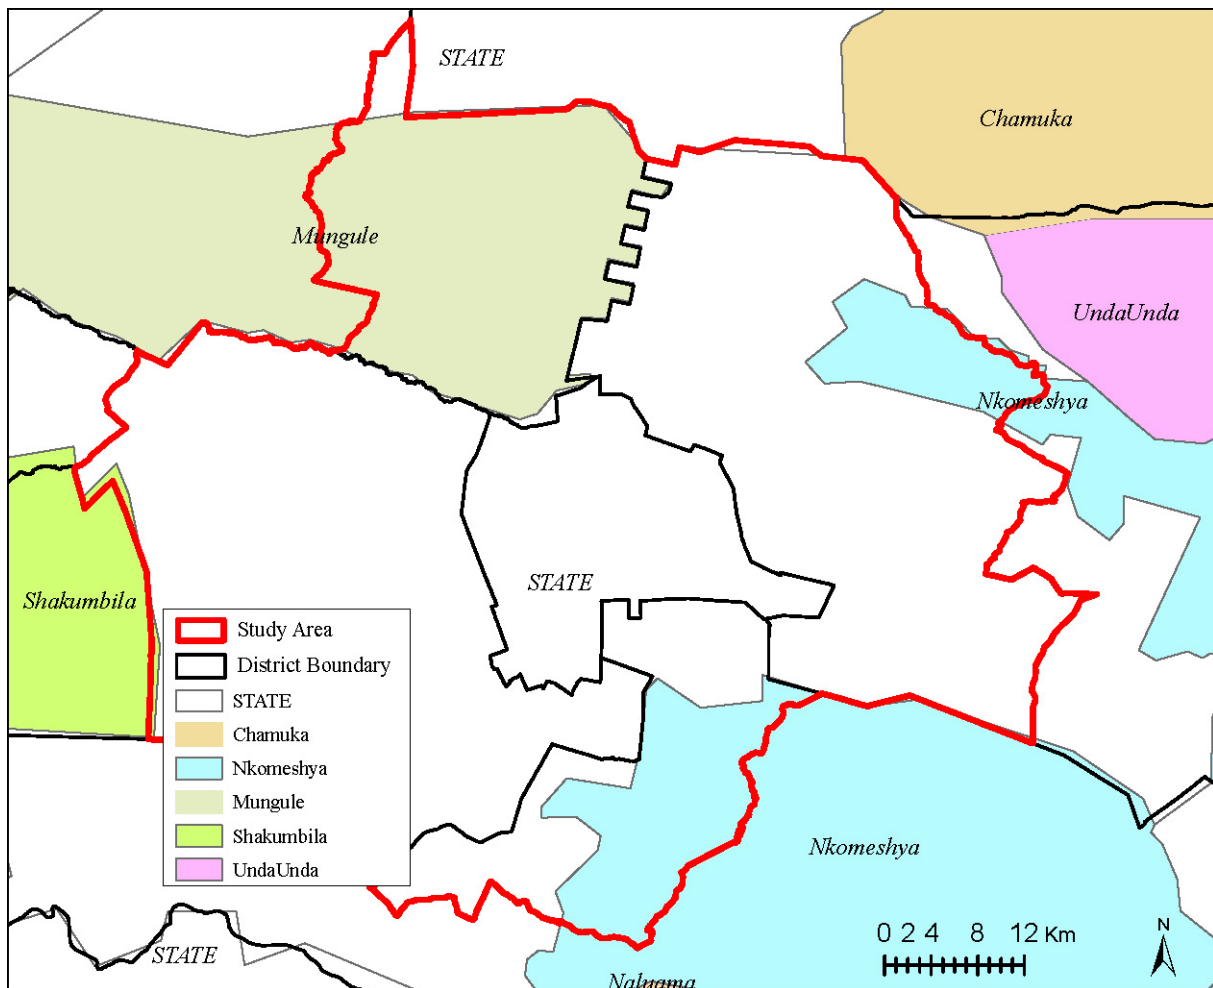 STATE
Chamuka
Mungule
UndaUnda
Nkomeshya
STATE
Shakumbila
Study Area
District Boundary
STATE
Chamuka
Nkomeshya
Mungule
Shakumbila
UndaUnda
Nkomeshya
STATE
0 2 4 8 12 Km
N